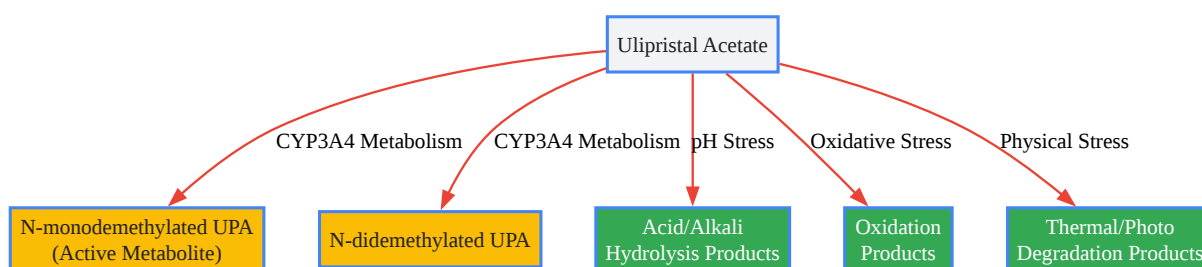 Ulipristal Acetate
CYP3A4 Metabolism
CYP3A4 Metabolism
pH Stress
Oxidative Stress
Physical Stress
N-monodemethylated UPA
(Active Metabolite)
N-didemethylated UPA
Acid/Alkali
Hydrolysis Products
Oxidation
Products
Thermal/Photo
Degradation Products